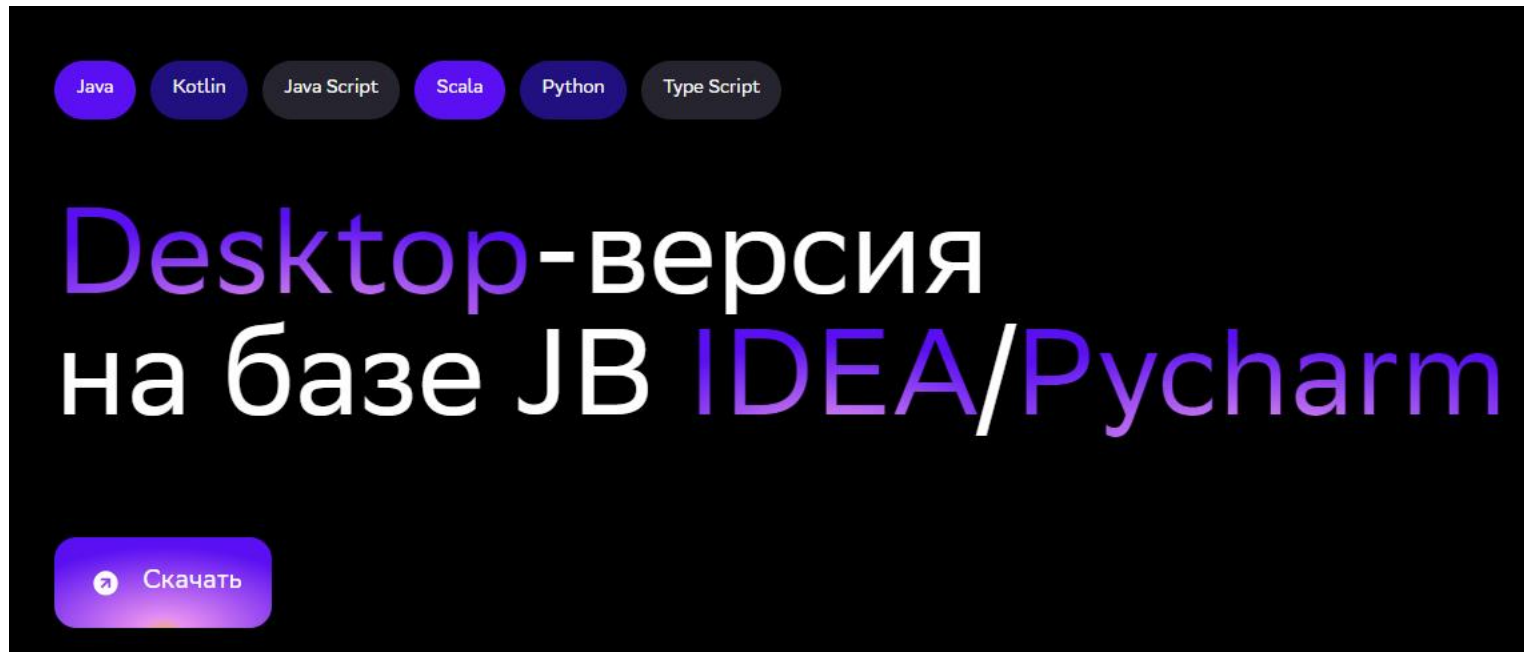 Java Kotlin Java Script Scala Python Type Script
Desktop-версия
на базе JB IDEA/Pycharm
Скачать